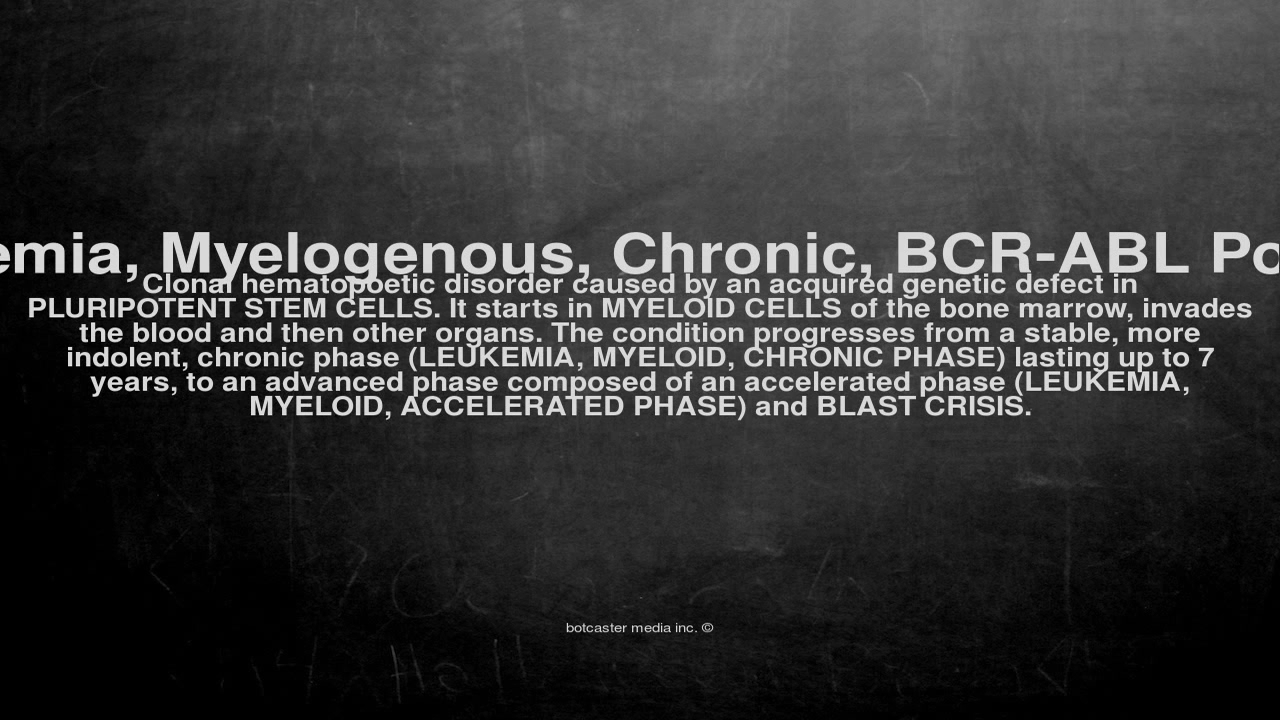 emia, Myelogenous, Chronic, BCR-ABL Po
Clonal hematopoetic disorder caused by an acquired genetic defect in
PLURIPOTENT STEM CELLS. It starts in MYELOID CELLS of the bone marrow, invades
the blood and then other organs. The condition progresses from a stable, more
indolent, chronic phase (LEUKEMIA, MYELOID, CHRONIC PHASE) lasting up to 7
years, to an advanced phase composed of an accelerated phase (LEUKEMIA,
MYELOID, ACCELERATED PHASE) and BLAST CRISIS.
botcaster media inc. ©